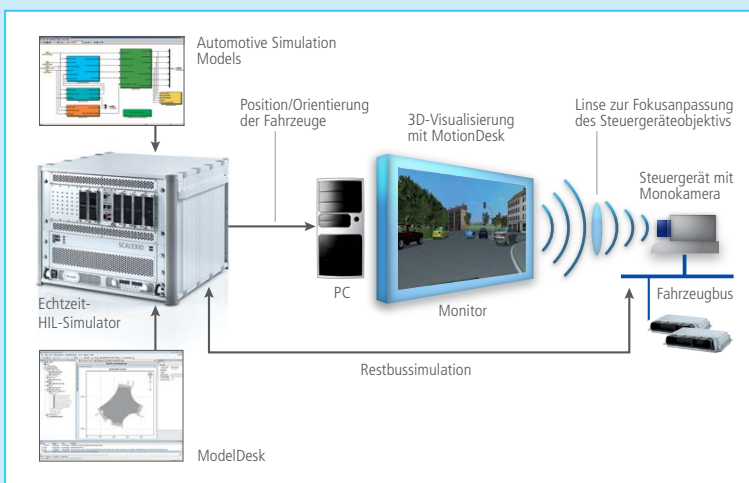 Automotive Simulation
Models
Position/Orientierung
der Fahrzeuge
3D-Visualisierung
mit MotionDesk
Linse zur Fokusanpassung
des Steuergeräteobjektivs
Steuergerät mit
Monokamera
SCALEXIO
Echtzeit-
HIL-Simulator
PC
Monitor
Fahrzeugbus
Restbussimulation
ModelDesk